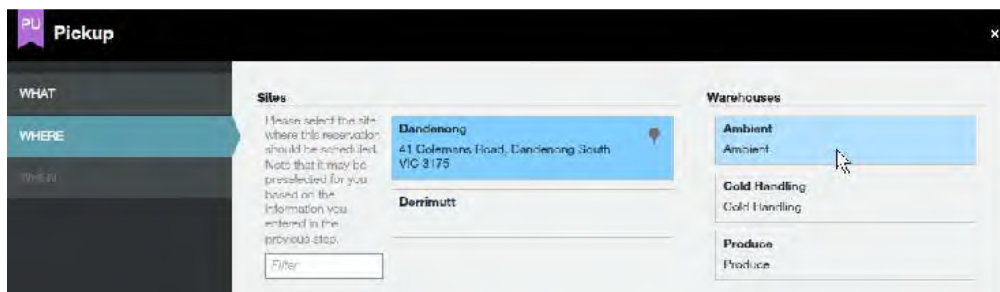 PU
Pickup
×
WHAT
WHERE
WHEN
Sites
Please select the site
where this reservation
should be scheduled.
Note that it may be
preselected for you
based on the
information you
entered in the
previous step.
Filter
Dandenong
41 Colemans Road, Dandenong South
VIC 3175
Derrimutt
Warehouses
Ambient
Ambient
Cold Handling
Cold Handling
Produce
Produce